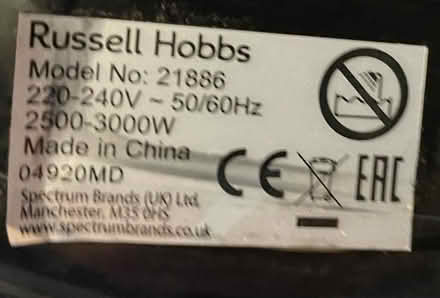 Russell Hobbs
Model No: 21886
220-240V ~ 50/60Hz
2500-3000W
Made in China
04920MD
CE EAC
Spectrum Brands (UK) Ltd,
Manchester, M35 0HS
www.spectrumbrands.co.uk